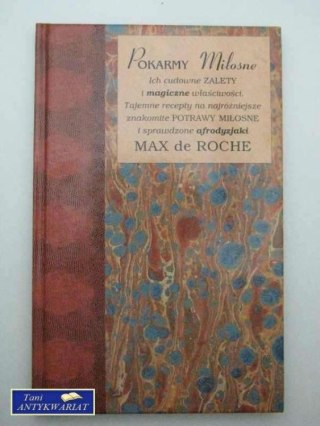 POKARMY Miłosne
Ich cudowne ZALETY
i magiczne właściwości.
Tajemne recepty na najróżniejsze
znakomite POTRAWY MIŁOSNE
i sprawdzone afrodyzjaki
MAX de ROCHE
Tani
ANTYKWARIAT